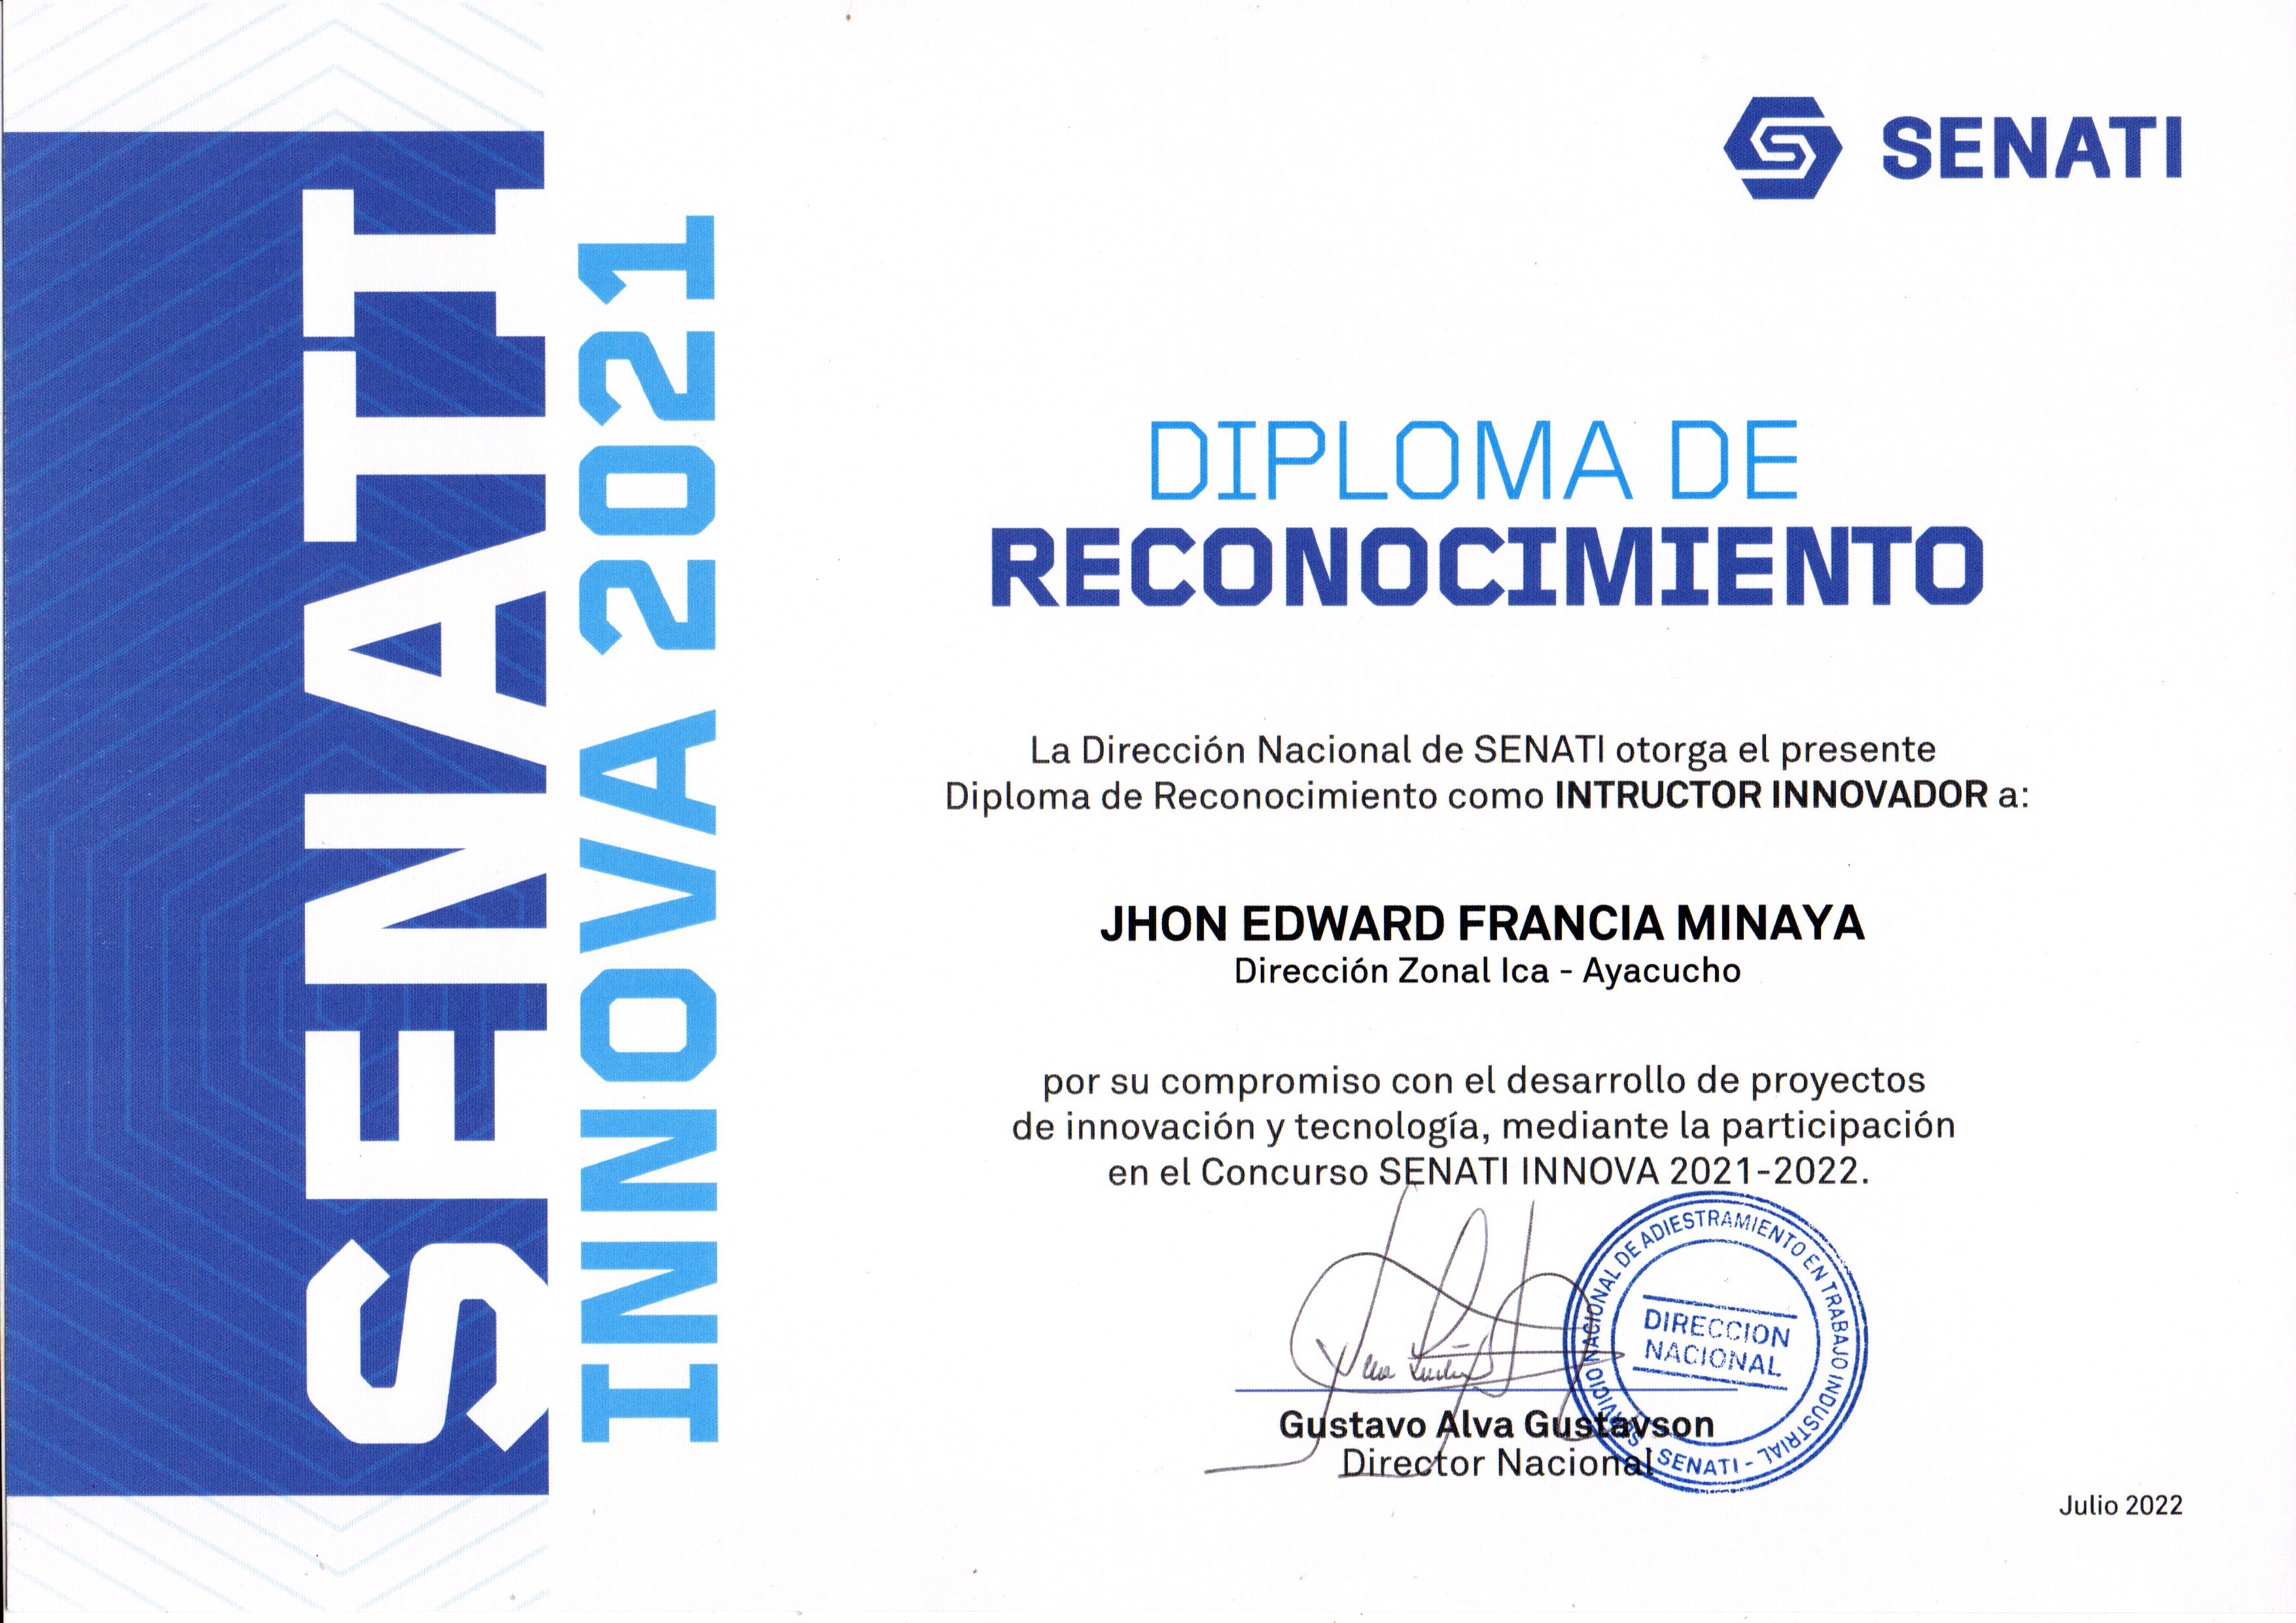 SENATI
INNOVA 2021
SENATI
DIPLOMA DE
RECONOCIMIENTO
La Dirección Nacional de SENATI otorga el presente
Diploma de Reconocimiento como INTRUCTOR INNOVADOR a:
JHON EDWARD FRANCIA MINAYA
Dirección Zonal Ica - Ayacucho
por su compromiso con el desarrollo de proyectos
de innovación y tecnología, mediante la participación
en el Concurso SENATI INNOVA 2021-2022.
SERVICIO NACIONAL DE ADIESTRAMIENTO EN TRABAJO INDUSTRIAL - SENATI -
DIRECCION
NACIONAL
Gustavo Alva Gustavson
Director Nacional
Julio 2022